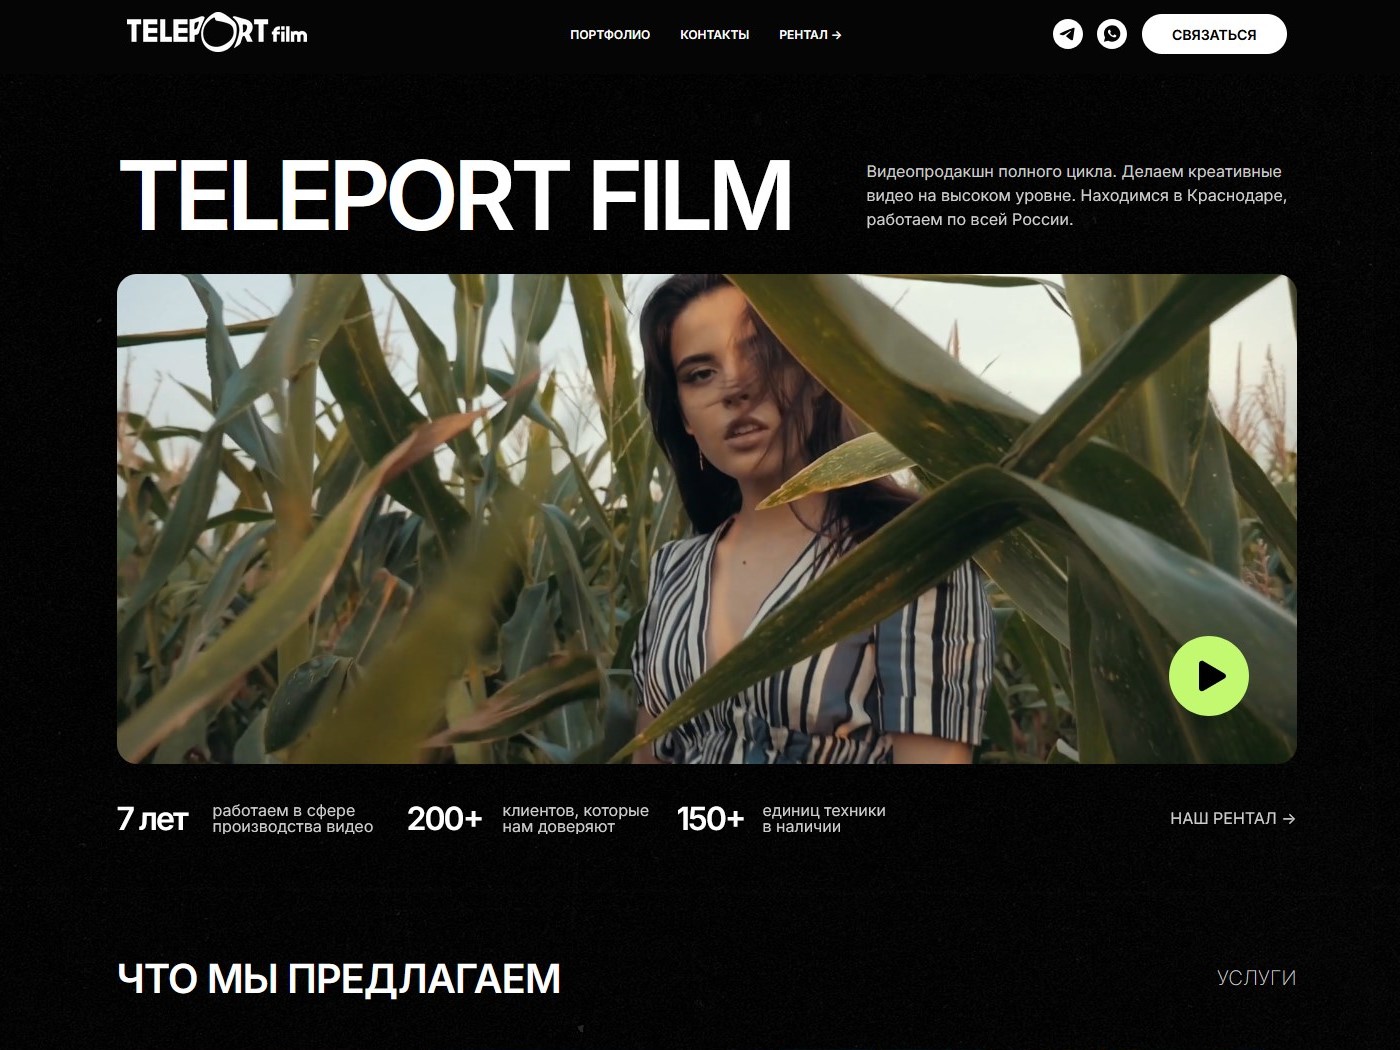 TELEPORT film
ПОРТФОЛИО
КОНТАКТЫ
РЕНТАЛ →
СВЯЗАТЬСЯ
TELEPORT FILM
Видеопродакшн полного цикла. Делаем креативные
видео на высоком уровне. Находимся в Краснодаре,
работаем по всей России.
7 лет
работаем в сфере
производства видео
200+
клиентов, которые
нам доверяют
150+
единиц техники
в наличии
НАШ РЕНТАЛ →
ЧТО МЫ ПРЕДЛАГАЕМ
УСЛУГИ